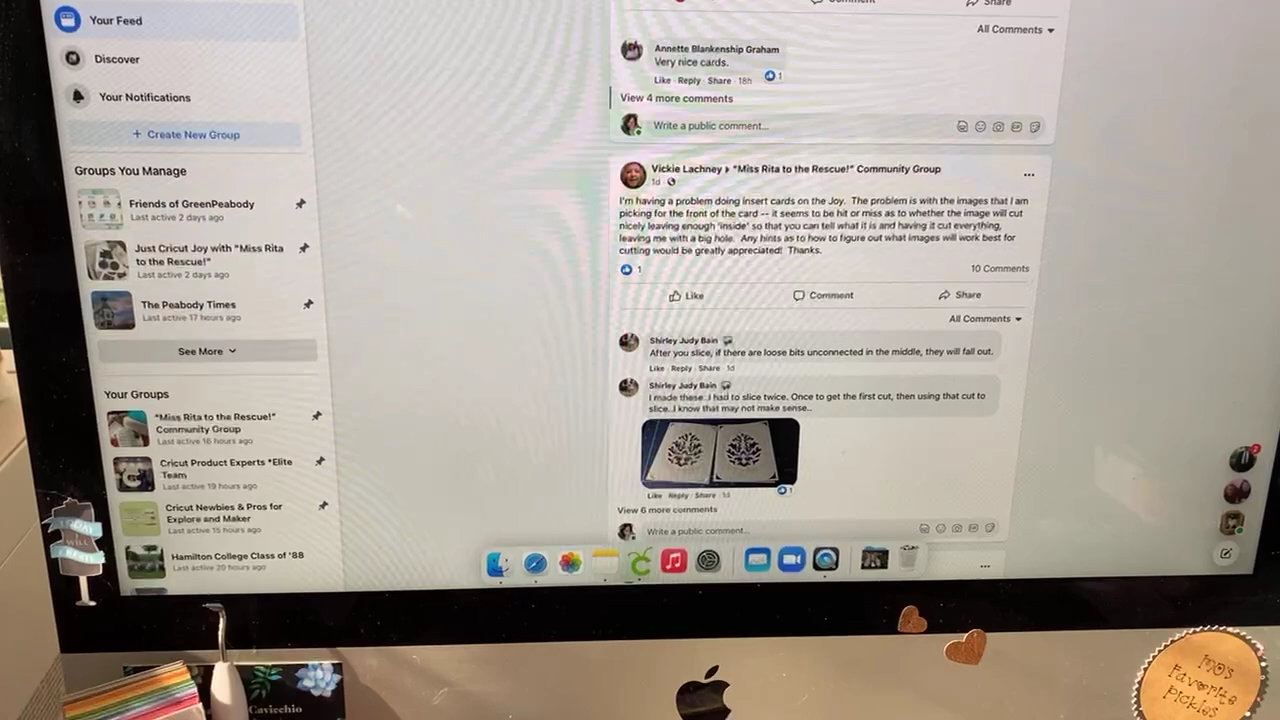 Your Feed
Discover
Your Notifications
+ Create New Group
Groups You Manage
Friends of GreenPeabody
Last active 2 days ago
Just Cricut Joy with "Miss Rita
to the Rescue!"
Last active 2 days ago
The Peabody Times
Last active 17 hours ago
See More
Your Groups
"Miss Rita to the Rescue!"
Community Group
Last active 16 hours ago
Cricut Product Experts *Elite
Team
Last active 19 hours ago
Cricut Newbies & Pros for
Explore and Maker
Last active 15 hours ago
Hamilton College Class of '88
Last active 20 hours ago
Comment
Share
All Comments
Annette Blankenship Graham
Very nice cards.
Like · Reply · Share · 18h
1
View 4 more comments
Write a public comment...
Vickie Lachney ▸ "Miss Rita to the Rescue!" Community Group
1d
I'm having a problem doing insert cards on the Joy. The problem is with the images that I am
picking for the front of the card -- it seems to be hit or miss as to whether the image will cut
nicely leaving enough 'inside' so that you can tell what it is and having it cut everything,
leaving me with a big hole. Any hints as to how to figure out what images will work best for
cutting would be greatly appreciated! Thanks.
1
10 Comments
Like
Comment
Share
All Comments
Shirley Judy Bain
After you slice, if there are loose bits unconnected in the middle, they will fall out.
Like · Reply · Share · 1d
Shirley Judy Bain
I made these..I had to slice twice. Once to get the first cut, then using that cut to
slice..I know that may not make sense..
Like · Reply · Share · 1d
1
View 6 more comments
Write a public comment...
2
TODAY
WILL
BE
Cavicchio
Mo's
Favorite
Pickles